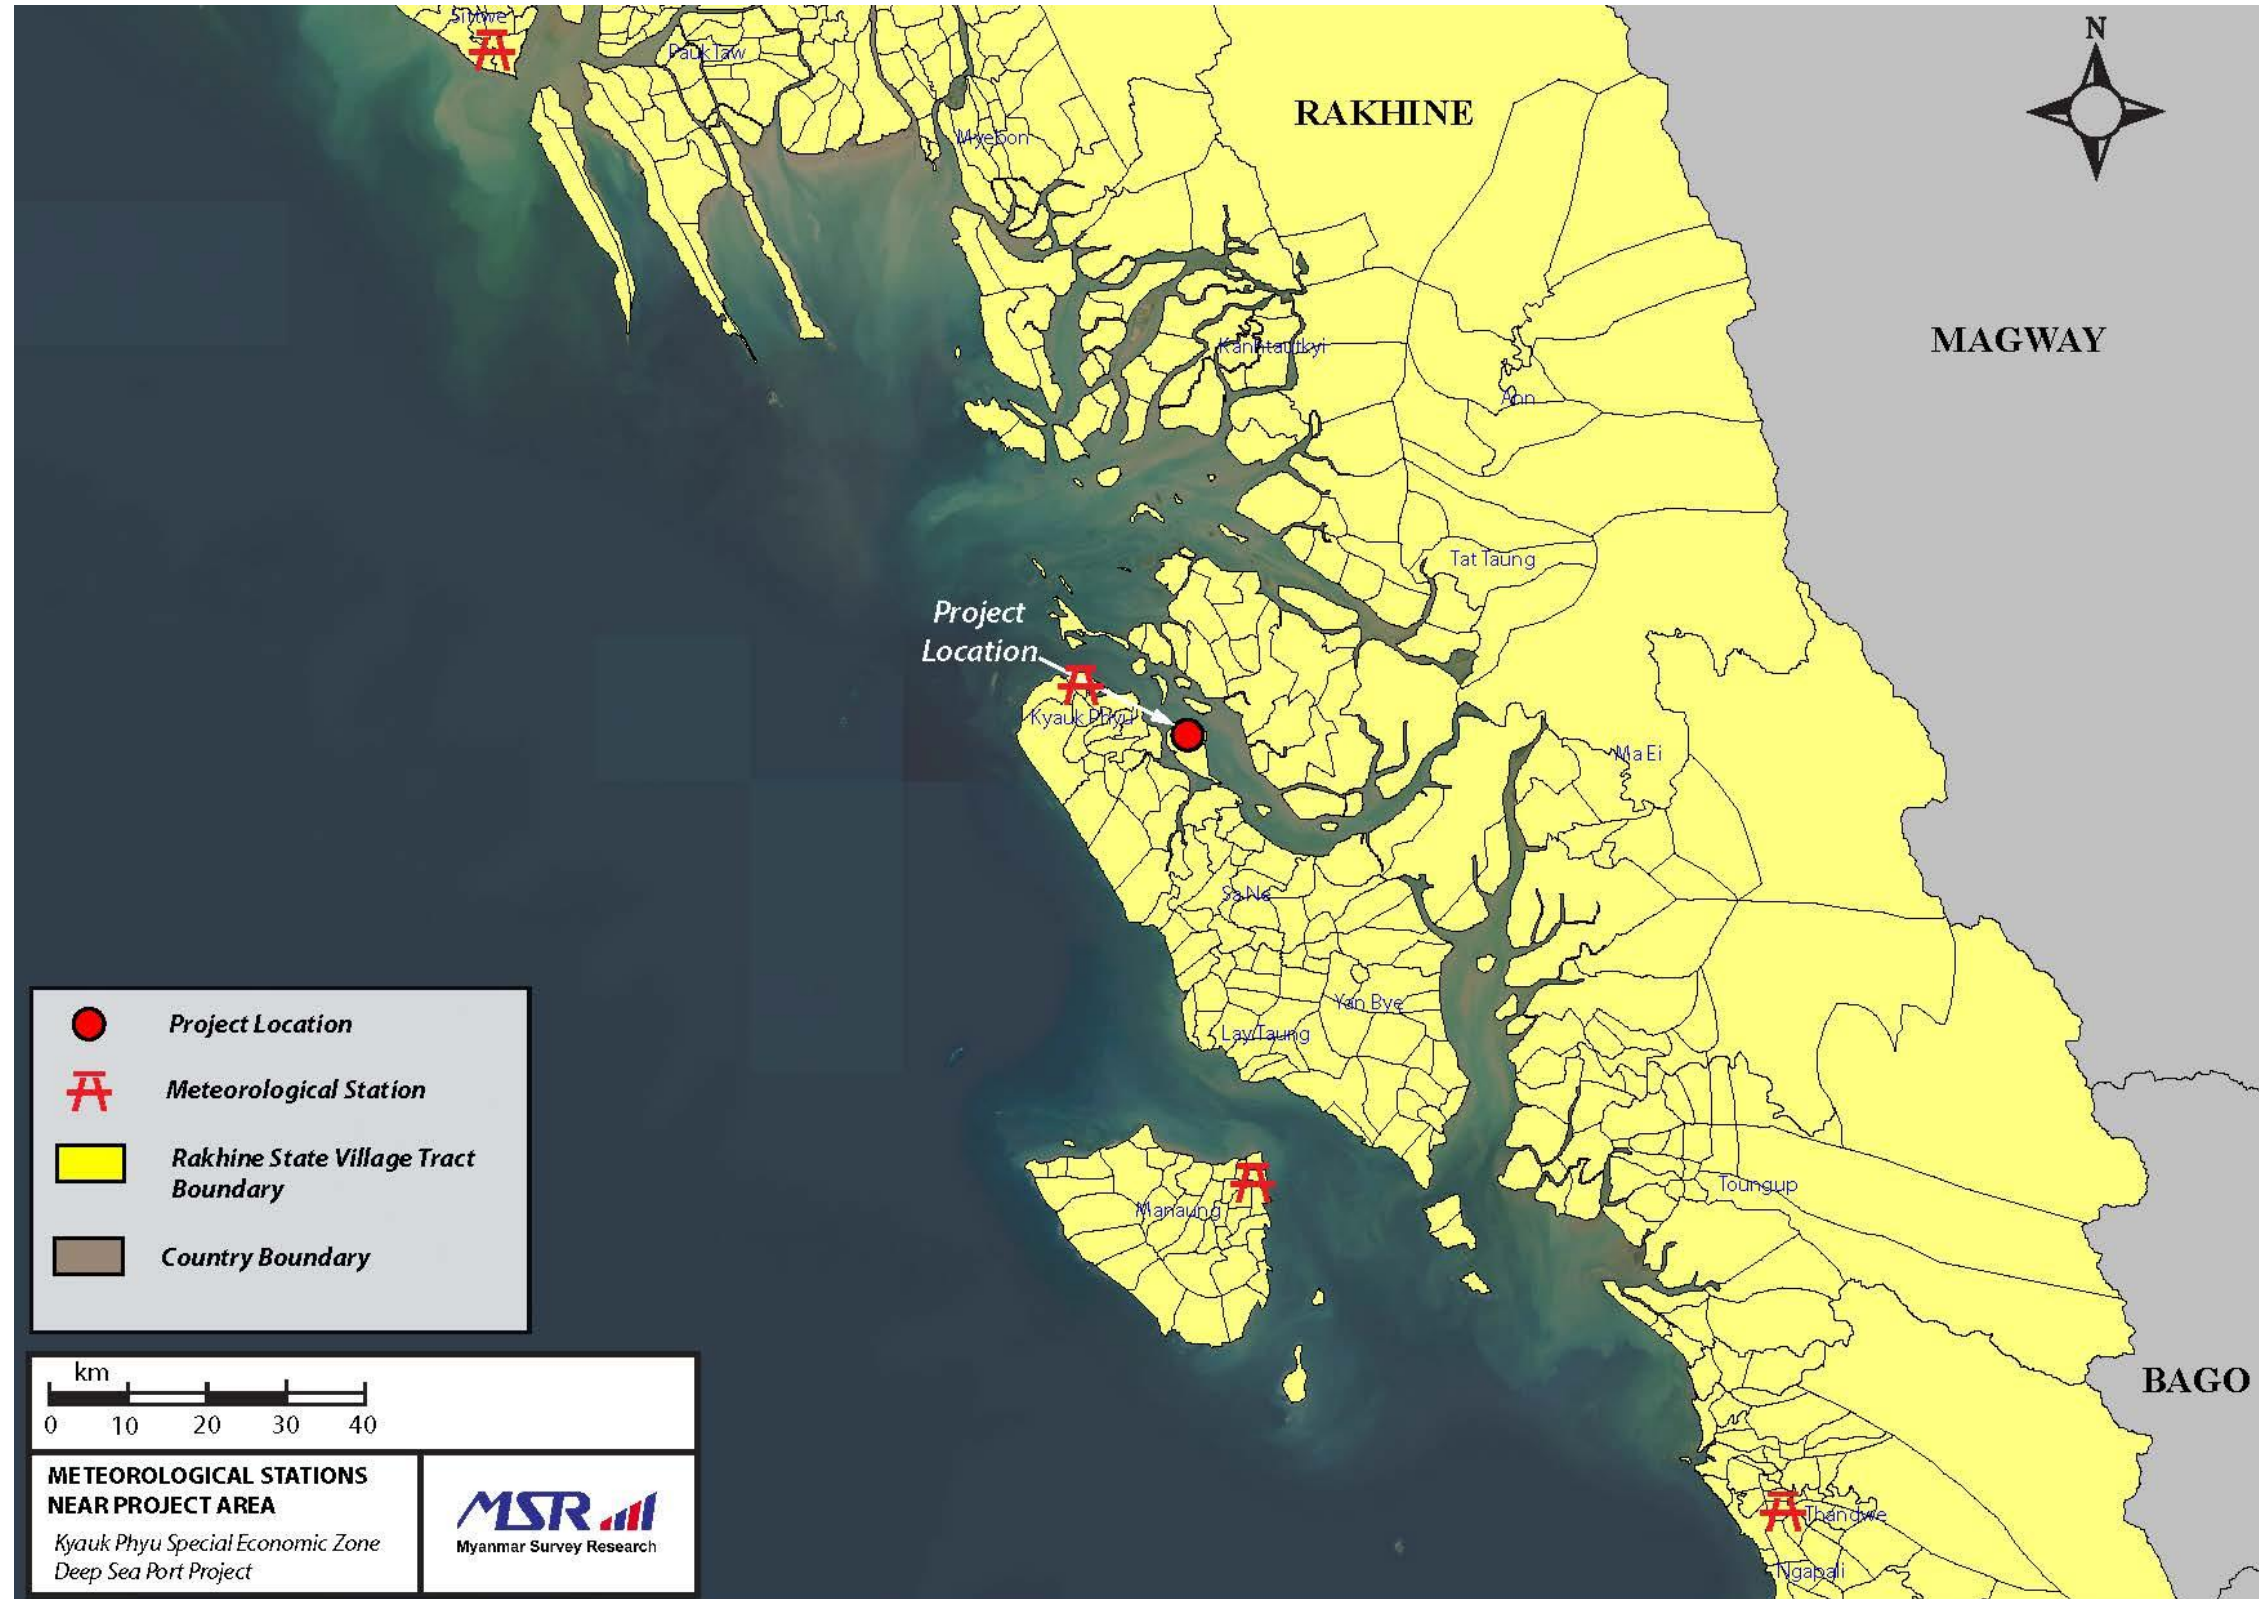 Sittwe
Pauk Taw
N
RAKHINE
Myebon
MAGWAY
Kanhtautkyi
Ann
Tat Taung
Project
Location
Kyauk Phyu
Ma Ei
Sa Ne
Yan Bye
Lay Taung
Project Location
Meteorological Station
Rakhine State Village Tract
Boundary
Country Boundary
Toungup
Manaung
km
0 10 20 30 40
BAGO
METEOROLOGICAL STATIONS
NEAR PROJECT AREA
Kyauk Phyu Special Economic Zone
Deep Sea Port Project
MSR
Myanmar Survey Research
Thandwe
Ngapali